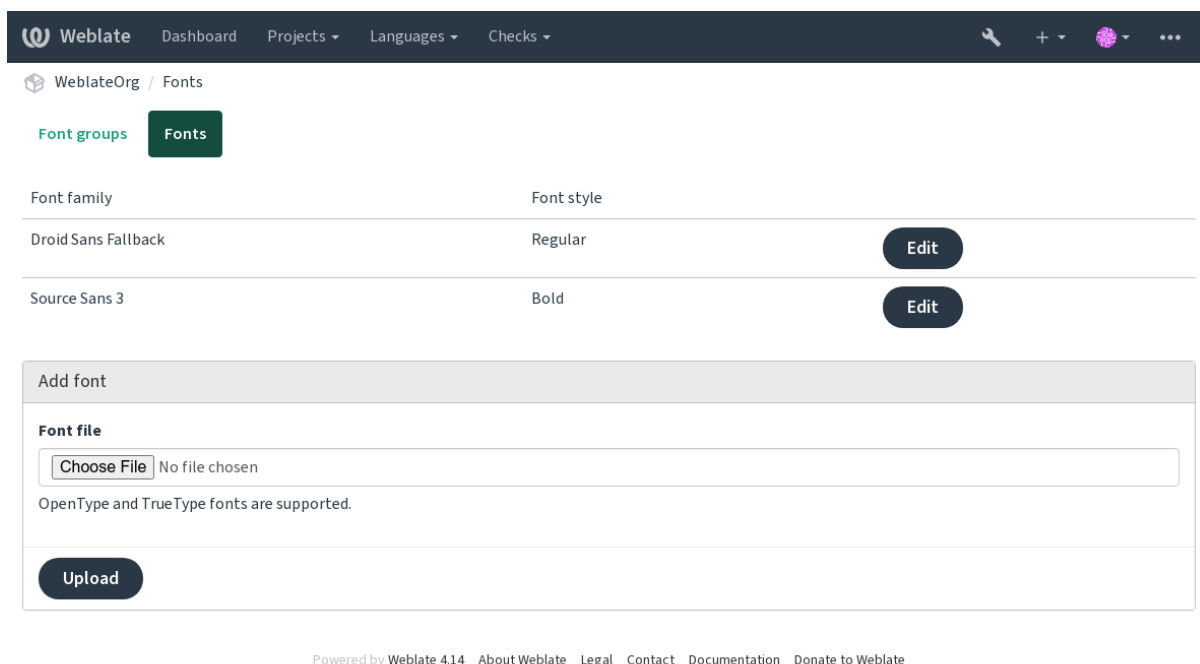 Weblate Dashboard Projects Languages Checks
WeblateOrg / Fonts
Font groups Fonts
Font family Font style
Droid Sans Fallback Regular Edit
Source Sans 3 Bold Edit
Add font
Font file
Choose File No file chosen
OpenType and TrueType fonts are supported.
Upload
Powered by Weblate 4.14 About Weblate Legal Contact Documentation Donate to Weblate